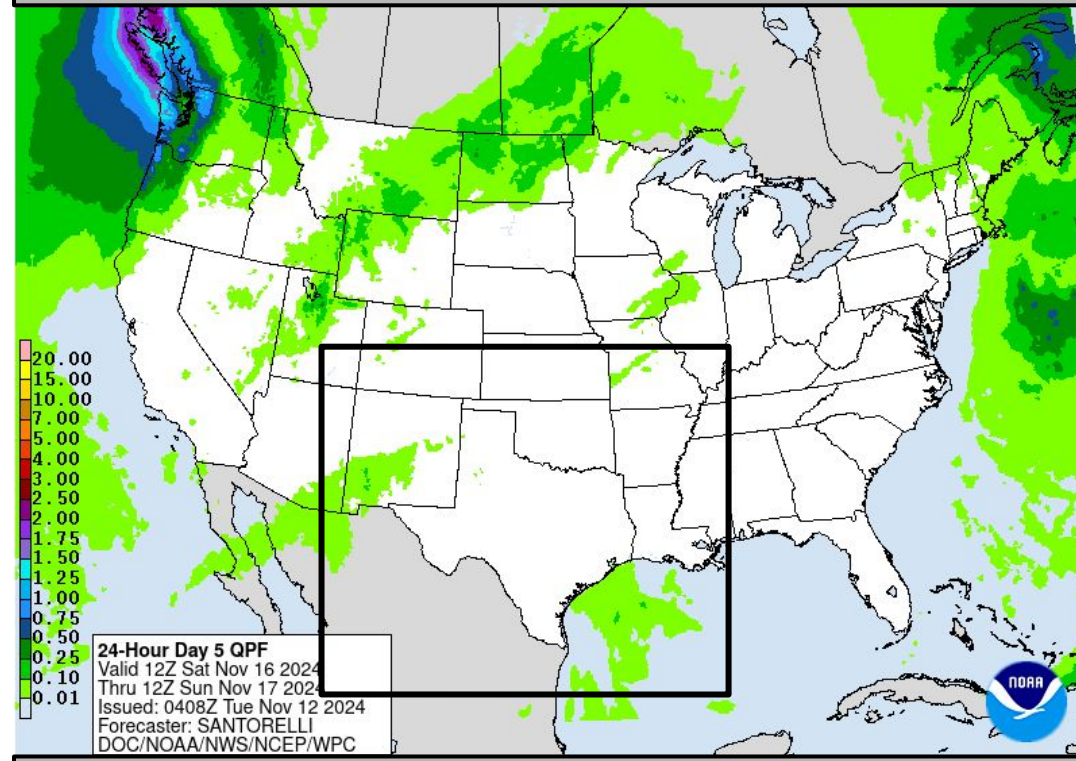 20.00
15.00
10.00
7.00
5.00
4.00
3.00
2.50
2.00
1.75
1.50
1.25
1.00
0.75
0.50
0.25
0.10
0.01
24-Hour Day 5 QPF
Valid 12Z Sat Nov 16 2024
Thru 12Z Sun Nov 17 2024
Issued: 0408Z Tue Nov 12 2024
Forecaster: SANTORELLI
DOC/NOAA/NWS/NCEP/WPC
NOAA